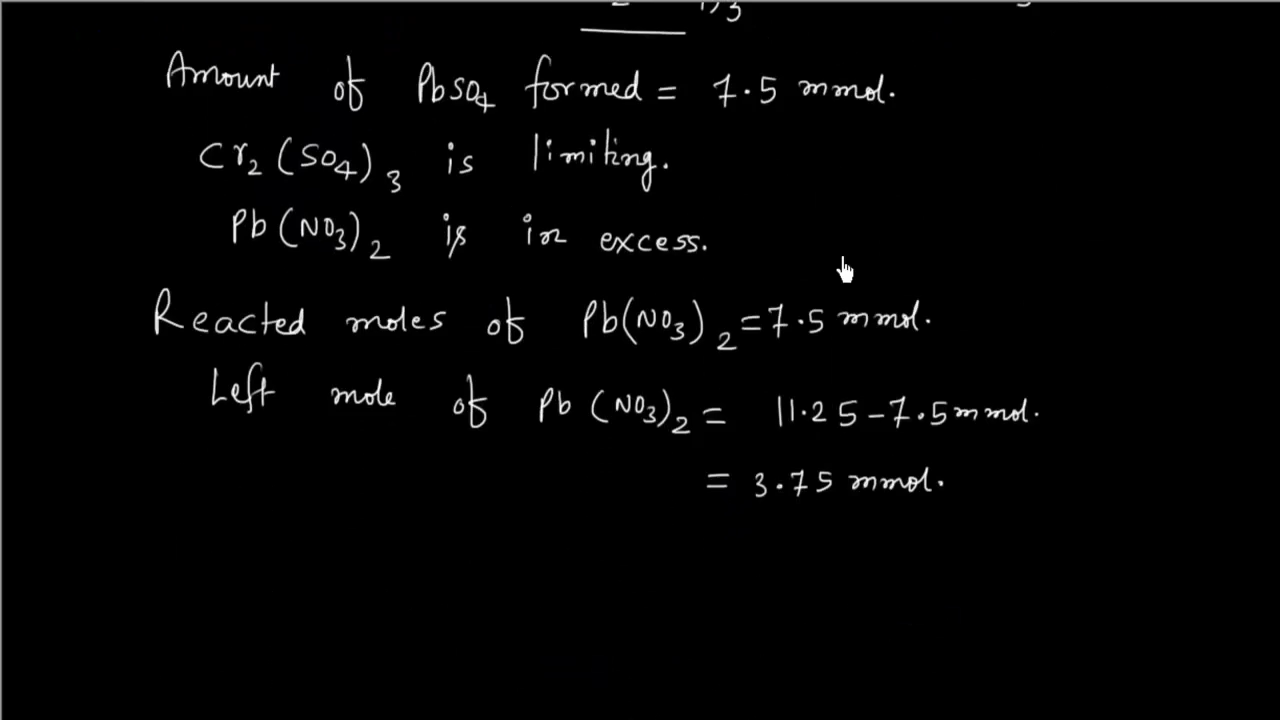 Amount of PbSO4 formed = 7.5 mmol.
Cr2(SO4)3 is limiting.
Pb(NO3)2 is in excess.
Reacted moles of Pb(NO3)2 = 7.5 mmol.
Left mole of Pb(NO3)2 = 11.25 - 7.5 mmol.
= 3.75 mmol.